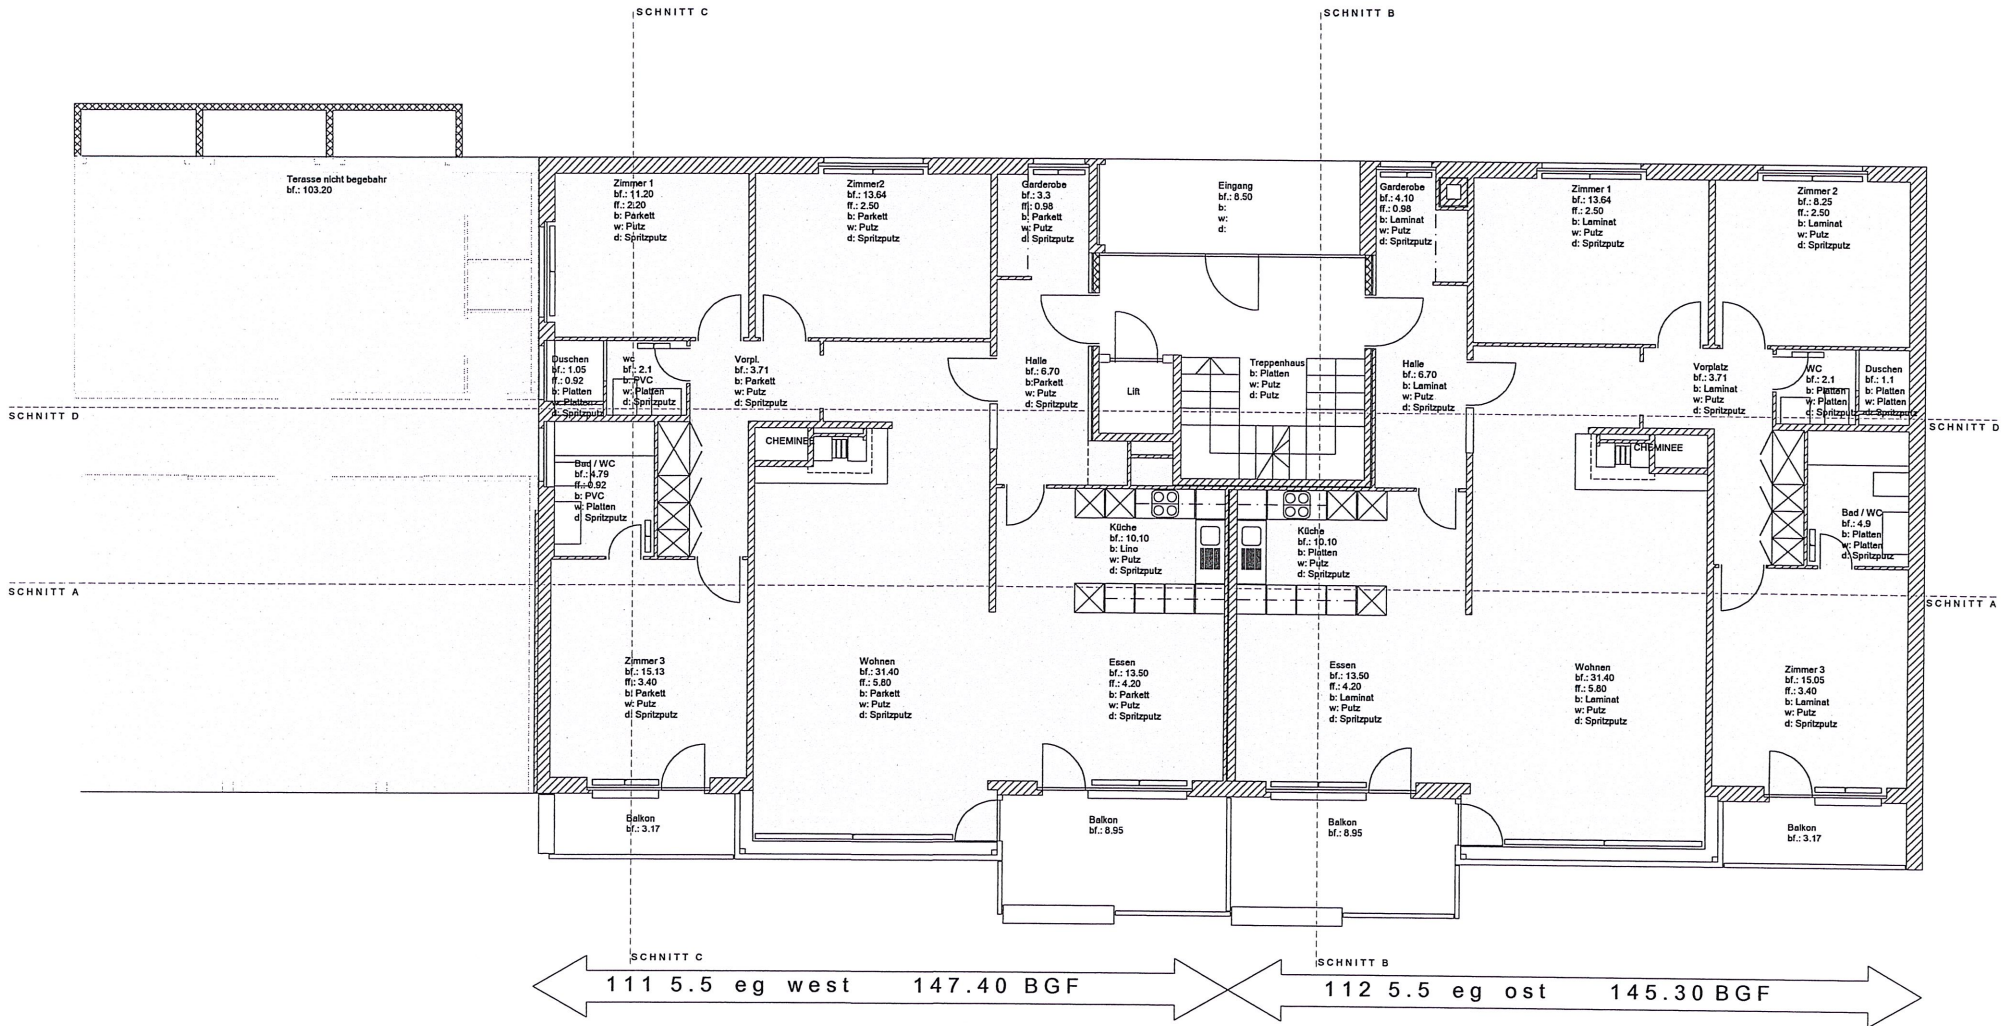 SCHNITT C
SCHNITT B
Terasse nicht begebahr
bf.: 103.20
Zimmer 1
bf.: 11.20
ff.: 2.20
b: Parkett
w: Putz
d: Spritzputz
Zimmer2
bf.: 13.64
ff.: 2.50
b: Parkett
w: Putz
d: Spritzputz
Garderobe
bf.: 3.3
ff: 0.98
b: Parkett
w: Putz
d: Spritzputz
Eingang
bf.: 8.50
b:
w:
d:
Garderobe
bf.: 4.10
ff.: 0.98
b: Laminat
w: Putz
d: Spritzputz
Zimmer 1
bf.: 13.64
ff.: 2.50
b: Laminat
w: Putz
d: Spritzputz
Zimmer 2
bf.: 8.25
ff.: 2.50
b: Laminat
w: Putz
d: Spritzputz
Duschen
bf.: 1.05
ff.: 0.92
b: Platten
w: Platten
d: Spritzputz
wc
bf.: 2.1
b: PVC
w: Platten
d: Spritzputz
Vorpl.
bf.: 3.71
b: Parkett
w: Putz
d: Spritzputz
Halle
bf.: 6.70
b:Parkett
w: Putz
d: Spritzputz
Lift
Treppenhaus
b: Platten
w: Putz
d: Putz
Halle
bf.: 6.70
b: Laminat
w: Putz
d: Spritzputz
Vorplatz
bf.: 3.71
b: Laminat
w: Putz
d: Spritzputz
WC
bf.: 2.1
b: Platten
w: Platten
d: Spritzputz
Duschen
bf.: 1.1
b: Platten
w: Platten
d: Spritzputz
SCHNITT D
SCHNITT D
CHEMINEE
CHEMINEE
Bad / WC
bf.: 4.79
ff.: 0.92
b: PVC
w: Platten
d: Spritzputz
Küche
bf.: 10.10
b: Lino
w: Putz
d: Spritzputz
Küche
bf.: 10.10
b: Platten
w: Putz
d: Spritzputz
Bad / WC
bf.: 4.9
b: Platten
w: Platten
d: Spritzputz
SCHNITT A
SCHNITT A
Zimmer 3
bf.: 15.13
ff.: 3.40
b: Parkett
w: Putz
d: Spritzputz
Wohnen
bf.: 31.40
ff.: 5.80
b: Parkett
w: Putz
d: Spritzputz
Essen
bf.: 13.50
ff.: 4.20
b: Parkett
w: Putz
d: Spritzputz
Essen
bf.: 13.50
ff.: 4.20
b: Laminat
w: Putz
d: Spritzputz
Wohnen
bf.: 31.40
ff.: 5.80
b: Laminat
w: Putz
d: Spritzputz
Zimmer 3
bf.: 15.05
ff.: 3.40
b: Laminat
w: Putz
d: Spritzputz
Balkon
bf.: 3.17
Balkon
bf.: 8.95
Balkon
bf.: 8.95
Balkon
bf.: 3.17
SCHNITT C
SCHNITT B
111 5.5 eg west 147.40 BGF
112 5.5 eg ost 145.30 BGF